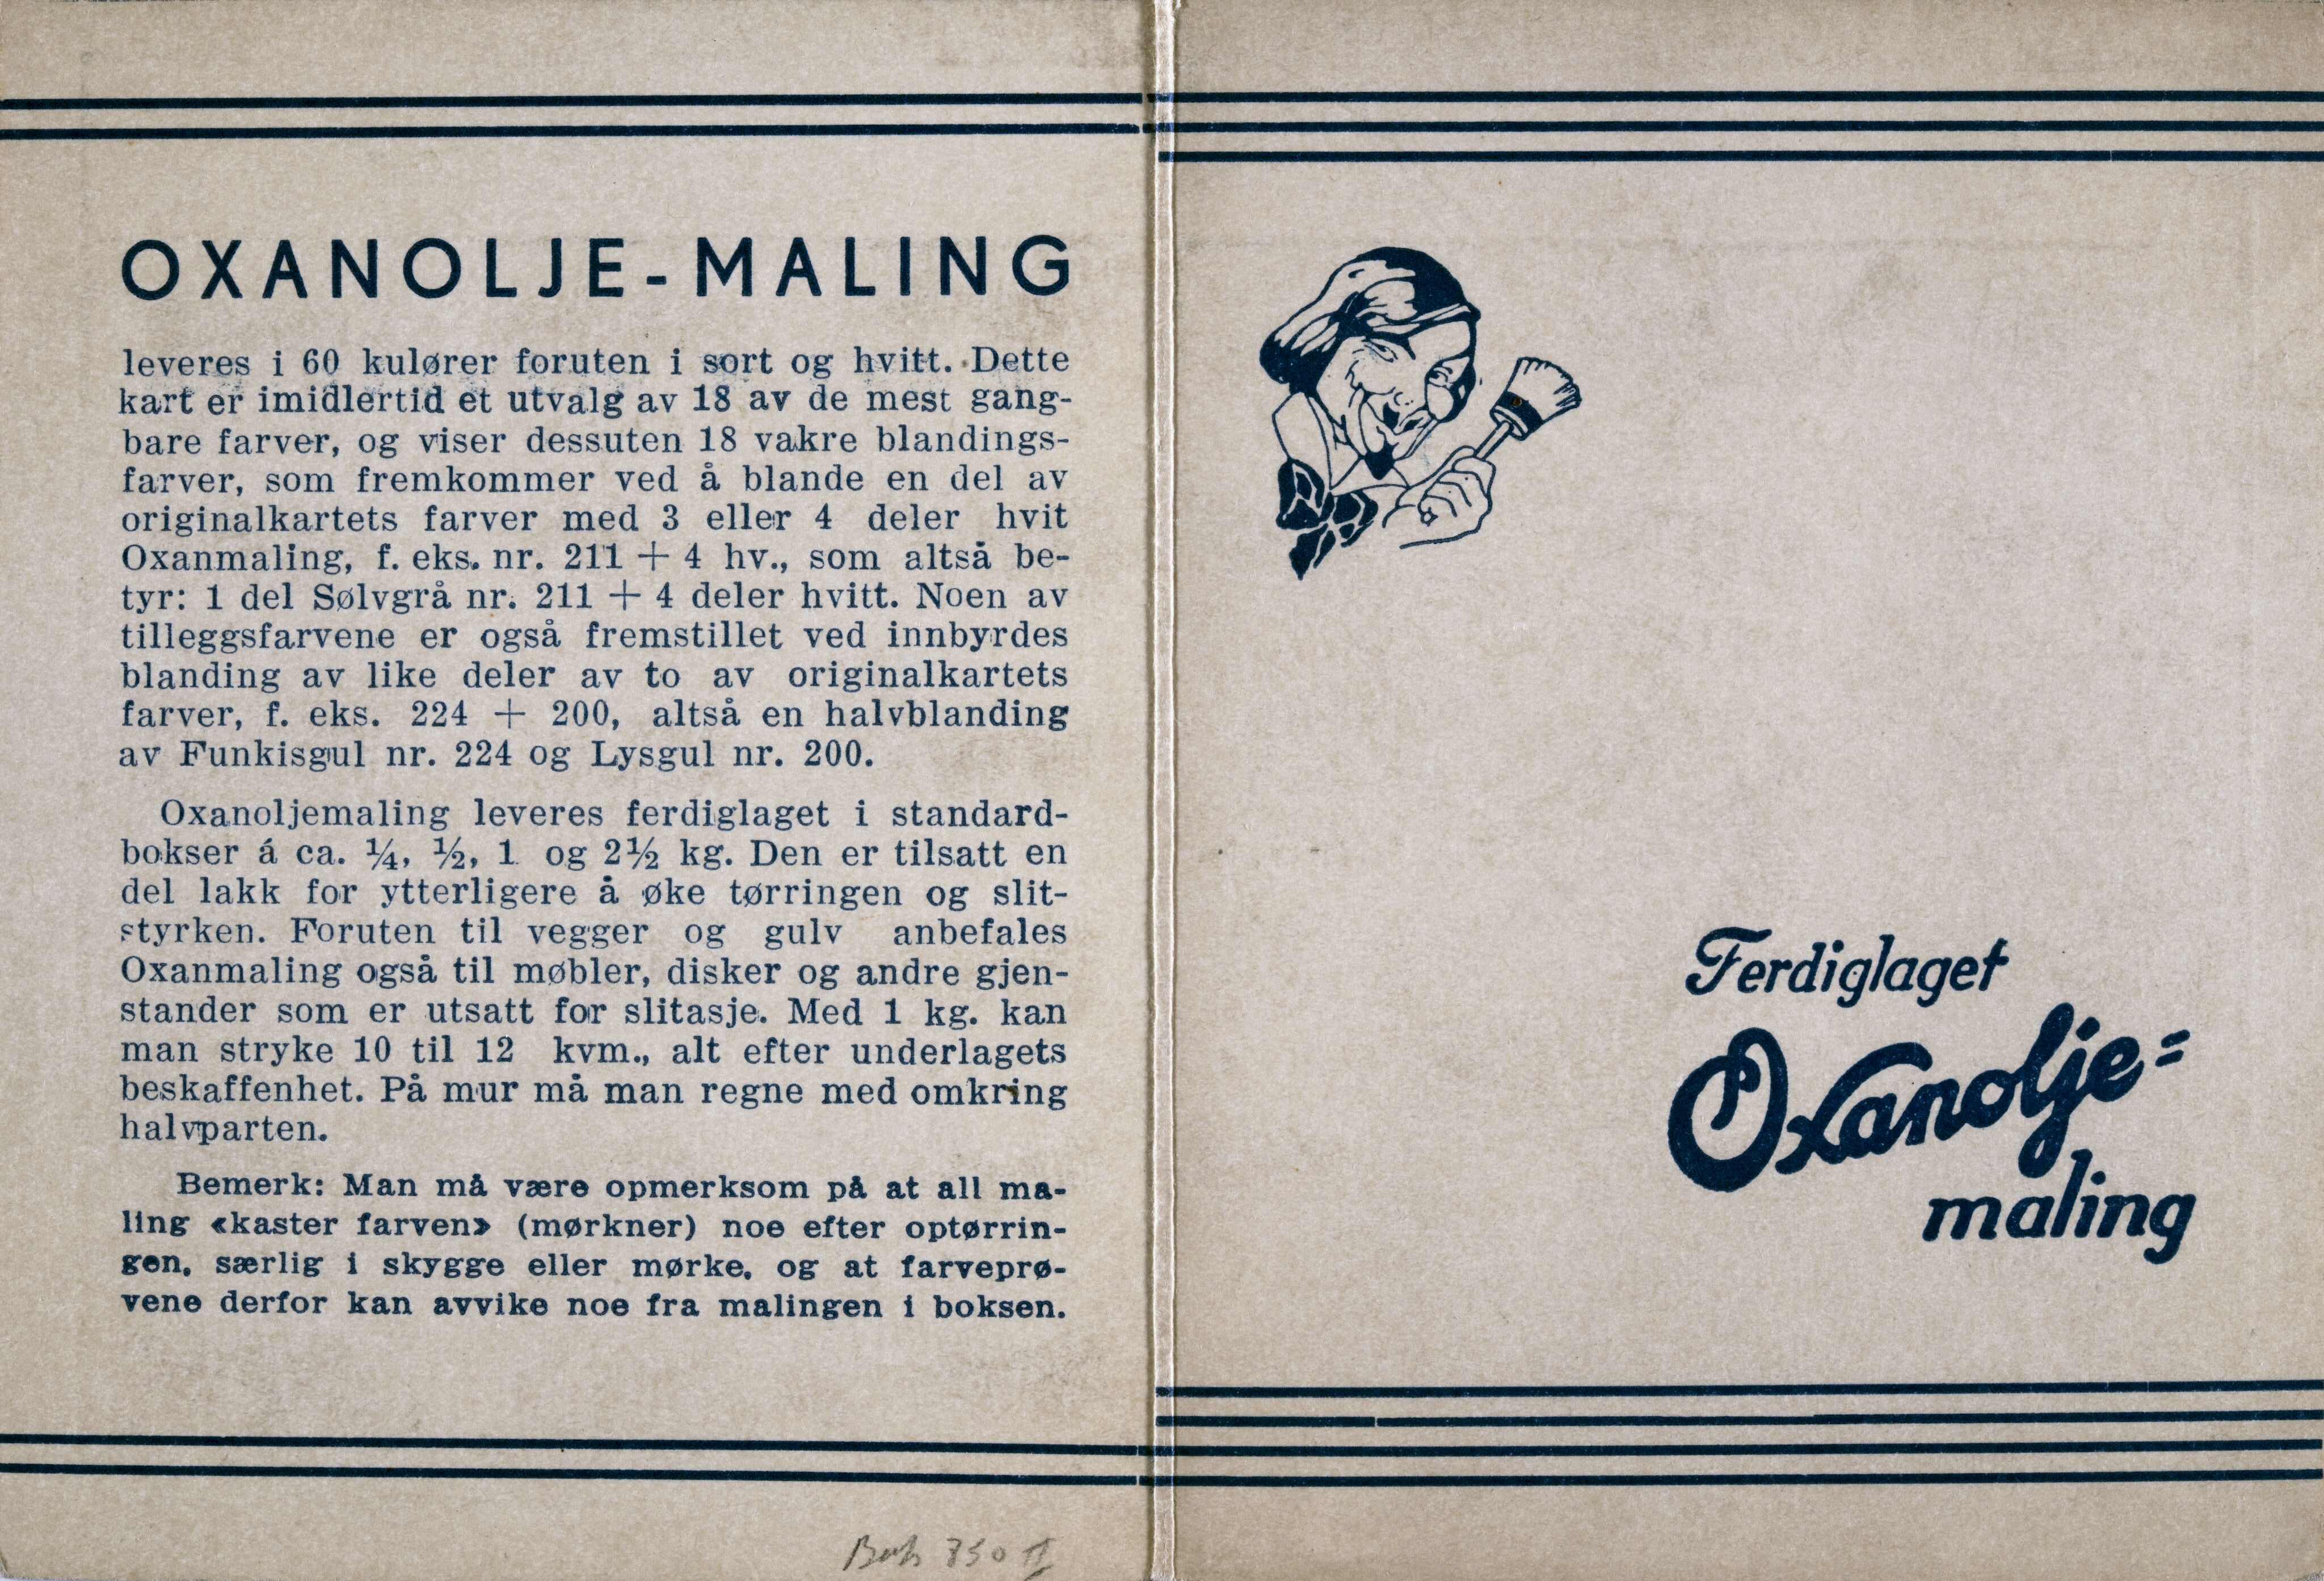 OXANOLJE-MALING
leveres i 60 kulører foruten i sort og hvitt. Dette
kart er imidlertid et utvalg av 18 av de mest gang-
bare farver, og viser dessuten 18 vakre blandings-
farver, som fremkommer ved å blande en del av
originalkartets farver med 3 eller 4 deler hvit
Oxanmaling, f. eks. nr. 211 + 4 hv., som altså be-
tyr: 1 del Sølvgrå nr. 211 + 4 deler hvitt. Noen av
tilleggsfarvene er også fremstillet ved innbyrdes
blanding av like deler av to av originalkartets
farver, f. eks. 224 + 200, altså en halvblanding
av Funkisgul nr. 224 og Lysgul nr. 200.
Oxanoljemaling leveres ferdiglaget i standard-
bokser á ca. ¼, ½, 1 og 2½ kg. Den er tilsatt en
del lakk for ytterligere å øke tørringen og slit-
styrken. Foruten til vegger og gulv anbefales
Oxanmaling også til møbler, disker og andre gjen-
stander som er utsatt for slitasje. Med 1 kg. kan
man stryke 10 til 12 kvm., alt efter underlagets
beskaffenhet. På mur må man regne med omkring
halvparten.
Bemerk: Man må være opmerksom på at all ma-
ling «kaster farven» (mørkner) noe efter optørrin-
gen, særlig i skygge eller mørke, og at farveprø-
vene derfor kan avvike noe fra malingen i boksen.
850 II
Ferdiglaget
Oxanolje-
maling